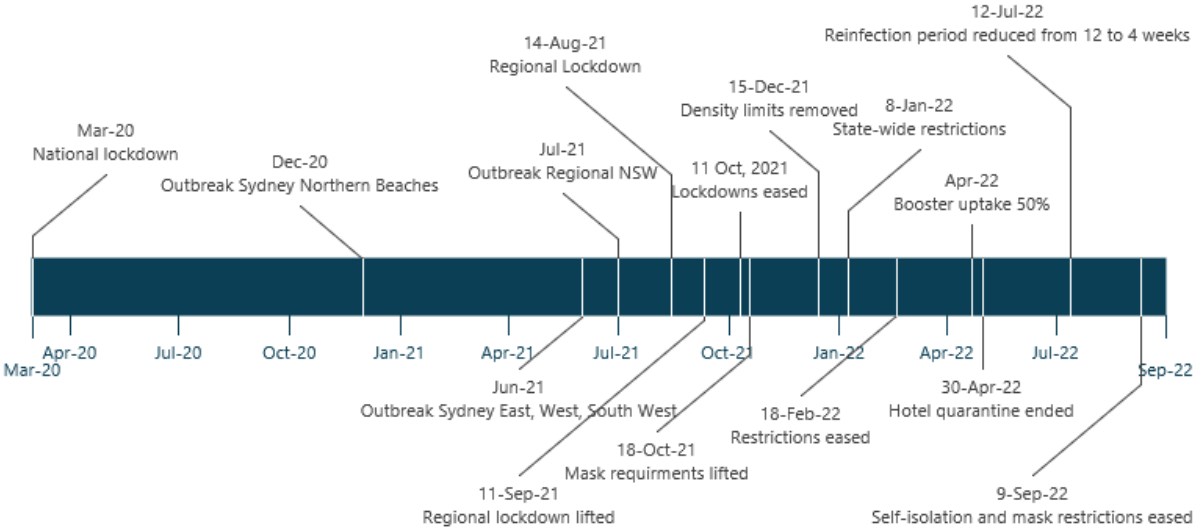 12-Jul-22
Reinfection period reduced from 12 to 4 weeks
14-Aug-21
Regional Lockdown
15-Dec-21
Density limits removed
8-Jan-22
State-wide restrictions
Mar-20
National lockdown
Dec-20
Outbreak Sydney Northern Beaches
Jul-21
Outbreak Regional NSW
11 Oct, 2021
Lockdowns eased
Apr-22
Booster uptake 50%
Mar-20
Apr-20
Jul-20
Oct-20
Jan-21
Apr-21
Jul-21
Oct-21
Jan-22
Apr-22
Jul-22
Sep-22
Jun-21
Outbreak Sydney East, West, South West
30-Apr-22
Hotel quarantine ended
18-Feb-22
Restrictions eased
18-Oct-21
Mask requirments lifted
11-Sep-21
Regional lockdown lifted
9-Sep-22
Self-isolation and mask restrictions eased